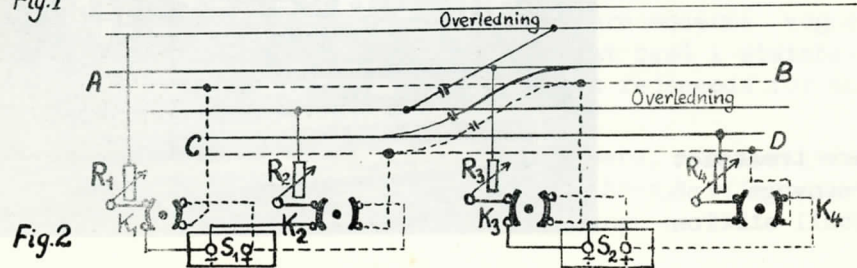 Fig.1
Overledning
A B
Overledning
C D
R1 R2 R3 R4
K1 K2 K3 K4
Fig.2 S1 S2